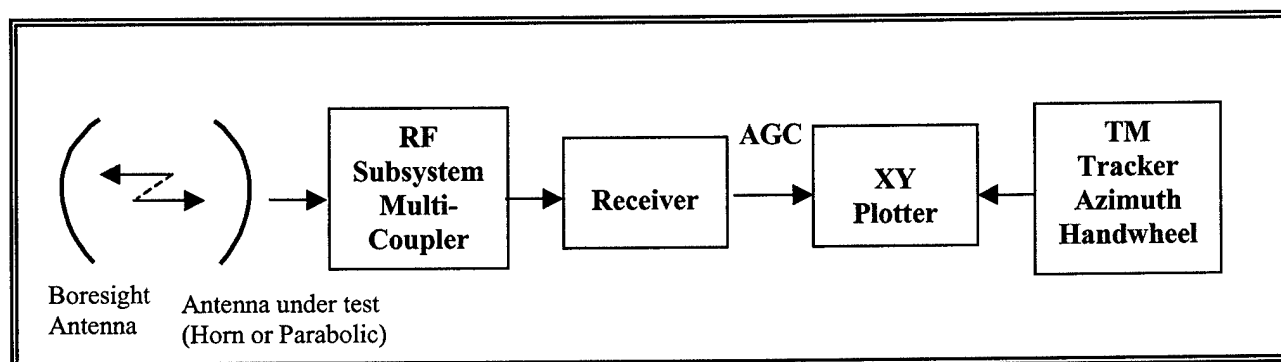 Boresight
Antenna
Antenna under test
(Horn or Parabolic)
RF
Subsystem
Multi-
Coupler
Receiver
AGC
XY
Plotter
TM
Tracker
Azimuth
Handwheel